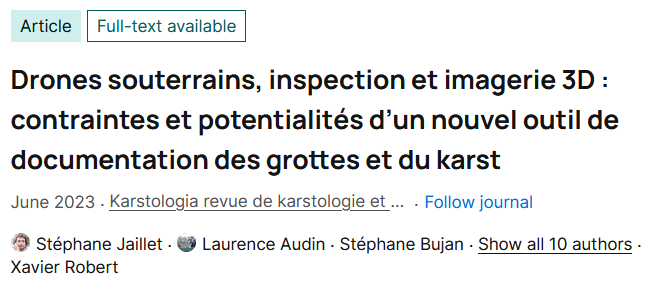 Article Full-text available
Drones souterrains, inspection et imagerie 3D :
contraintes et potentialités d'un nouvel outil de
documentation des grottes et du karst
June 2023 · Karstologia revue de karstologie et ... · Follow journal
Stéphane Jaillet · Laurence Audin · Stéphane Bujan · Show all 10 authors ·
Xavier Robert